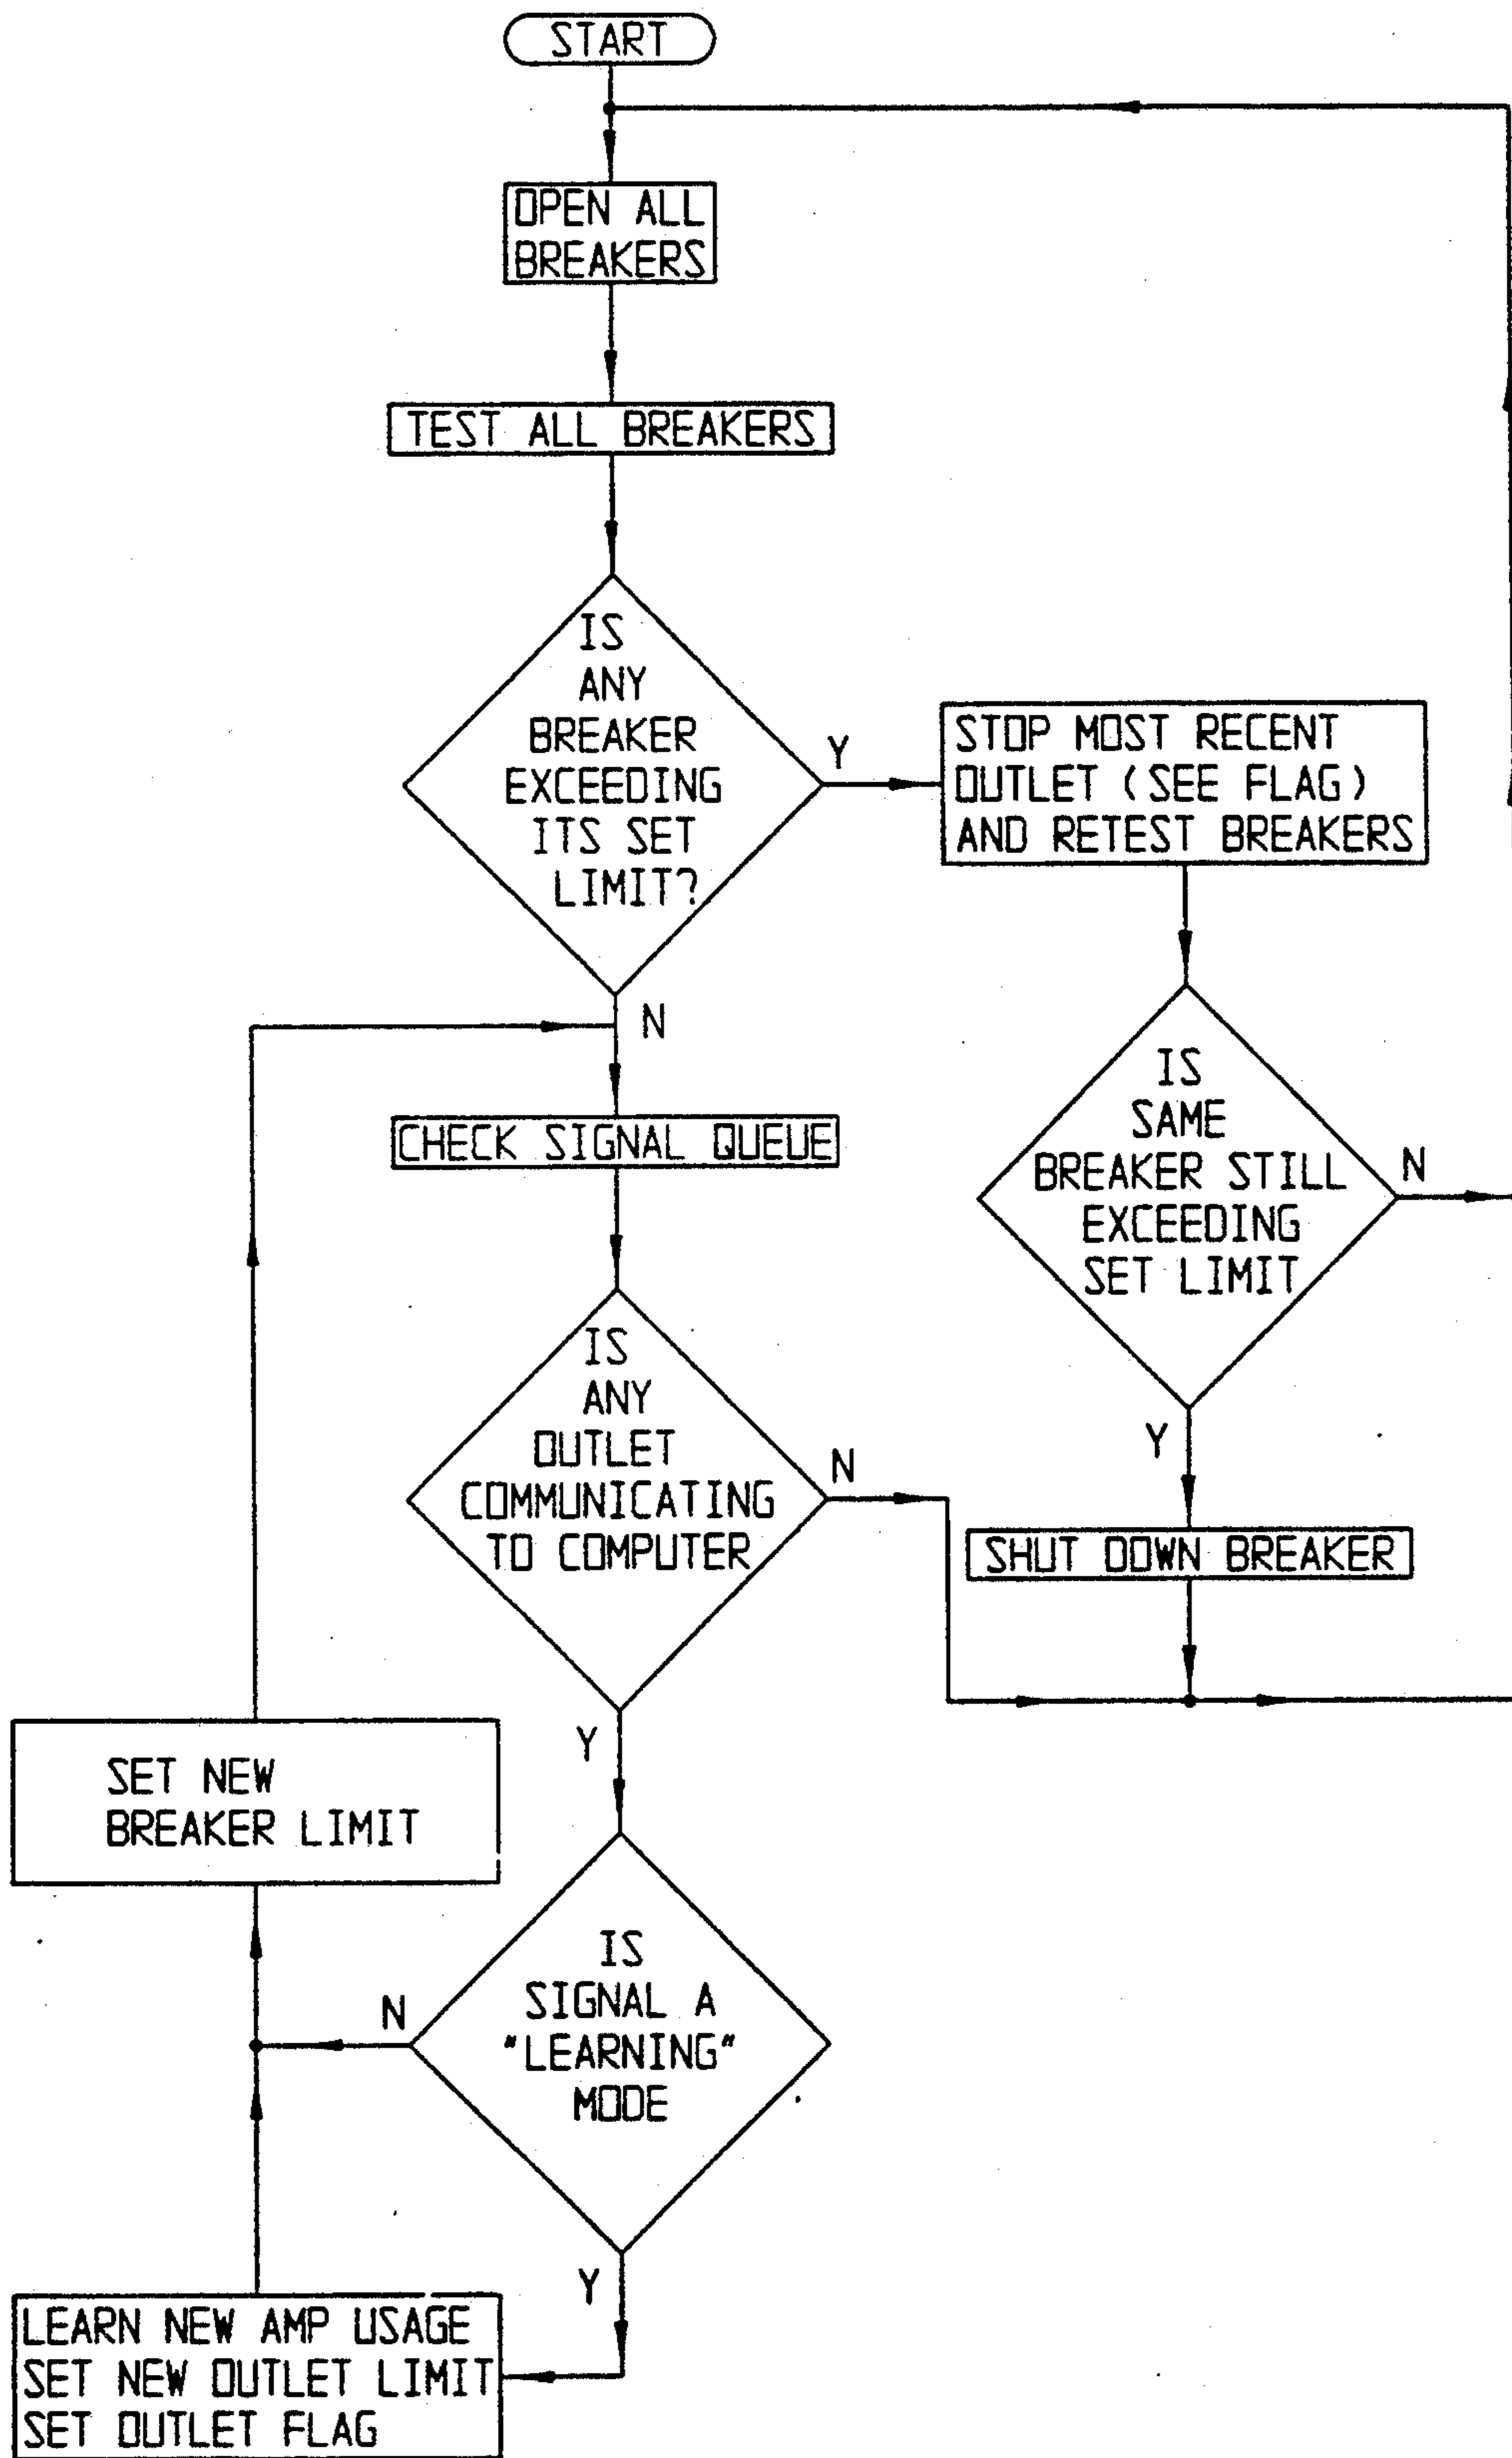 START
OPEN ALL
BREAKERS
TEST ALL BREAKERS
IS
ANY
BREAKER
EXCEEDING
ITS SET
LIMIT?
Y
STOP MOST RECENT
OUTLET (SEE FLAG)
AND RETEST BREAKERS
N
IS
SAME
BREAKER STILL
EXCEEDING
SET LIMIT
N
Y
SHUT DOWN BREAKER
CHECK SIGNAL QUEUE
IS
ANY
OUTLET
COMMUNICATING
TO COMPUTER
N
Y
SET NEW
BREAKER LIMIT
IS
SIGNAL A
"LEARNING"
MODE
N
Y
LEARN NEW AMP USAGE
SET NEW OUTLET LIMIT
SET OUTLET FLAG